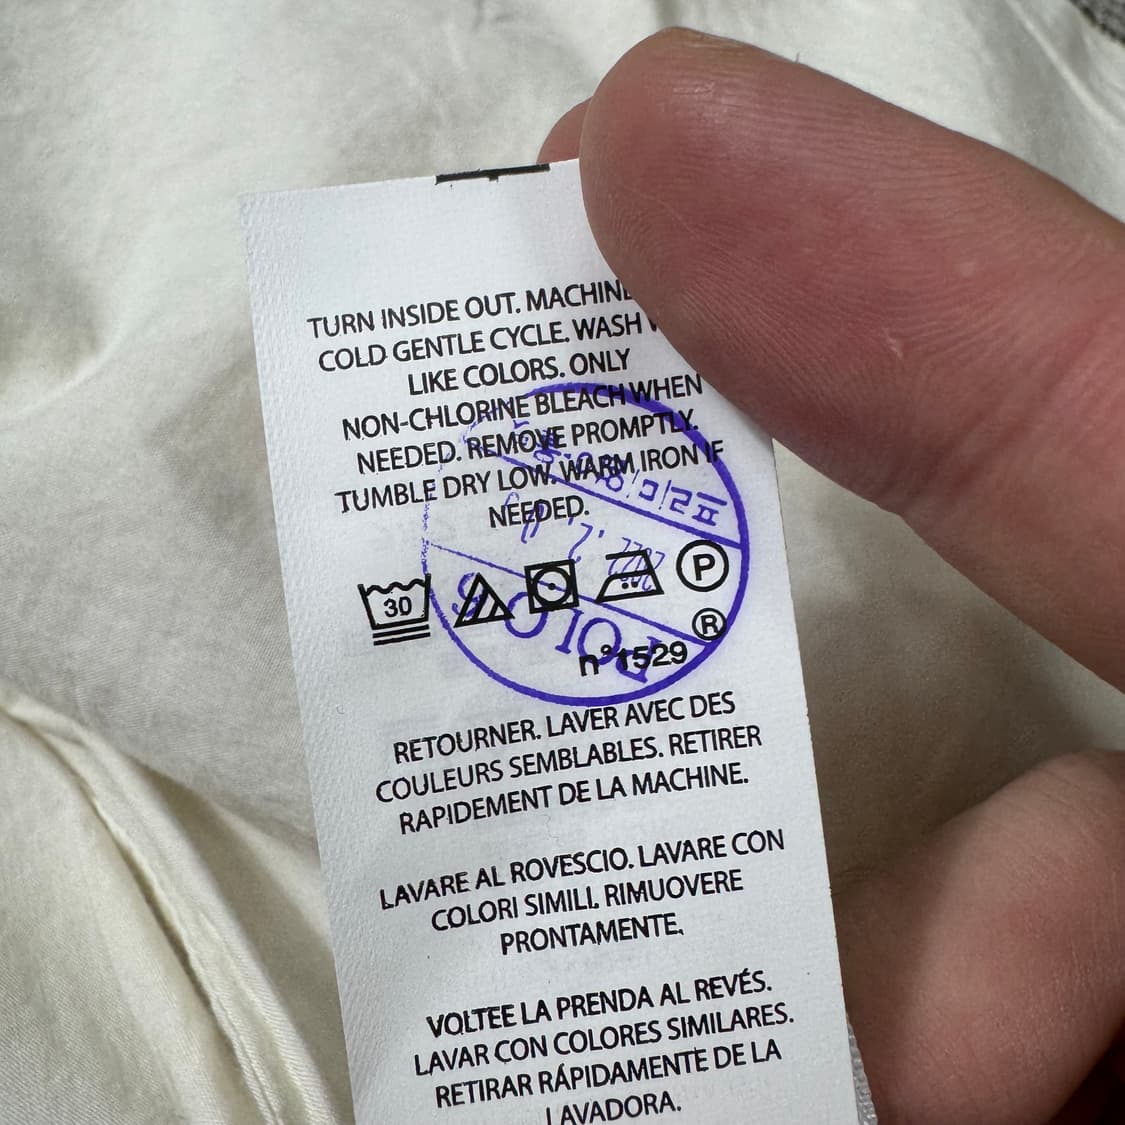 TURN INSIDE OUT. MACHINE
COLD GENTLE CYCLE. WASH
LIKE COLORS. ONLY
NON-CHLORINE BLEACH WHEN
NEEDED. REMOVE PROMPTLY.
TUMBLE DRY LOW. WARM IRON IF
NEEDED.
30 P
®
n° 1529
RETOURNER. LAVER AVEC DES
COULEURS SEMBLABLES. RETIRER
RAPIDEMENT DE LA MACHINE.
LAVARE AL ROVESCIO. LAVARE CON
COLORI SIMILI. RIMUOVERE
PRONTAMENTE.
VOLTEE LA PRENDA AL REVÉS.
LAVAR CON COLORES SIMILARES.
RETIRAR RÁPIDAMENTE DE LA
LAVADORA.